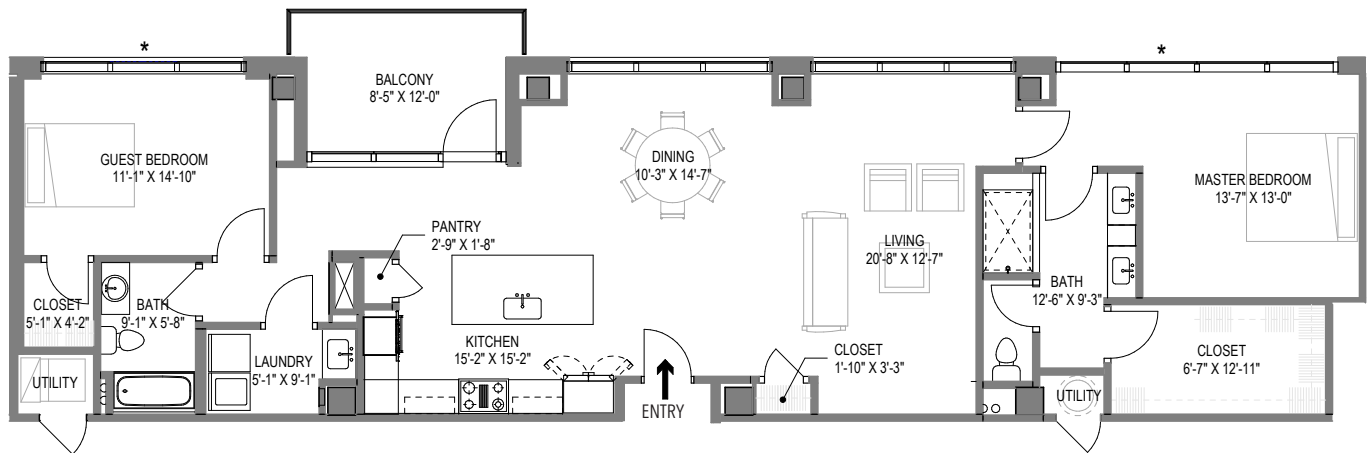 *
*
BALCONY
8'-5" X 12'-0"
GUEST BEDROOM
11'-1" X 14'-10"
DINING
10'-3" X 14'-7"
MASTER BEDROOM
13'-7" X 13'-0"
PANTRY
2'-9" X 1'-8"
LIVING
20'-8" X 12'-7"
CLOSET
5'-1" X 4'-2"
BATH
9'-1" X 5'-8"
BATH
12'-6" X 9'-3"
KITCHEN
15'-2" X 15'-2"
LAUNDRY
5'-1" X 9'-1"
CLOSET
1'-10" X 3'-3"
CLOSET
6'-7" X 12'-11"
UTILITY
ENTRY
UTILITY